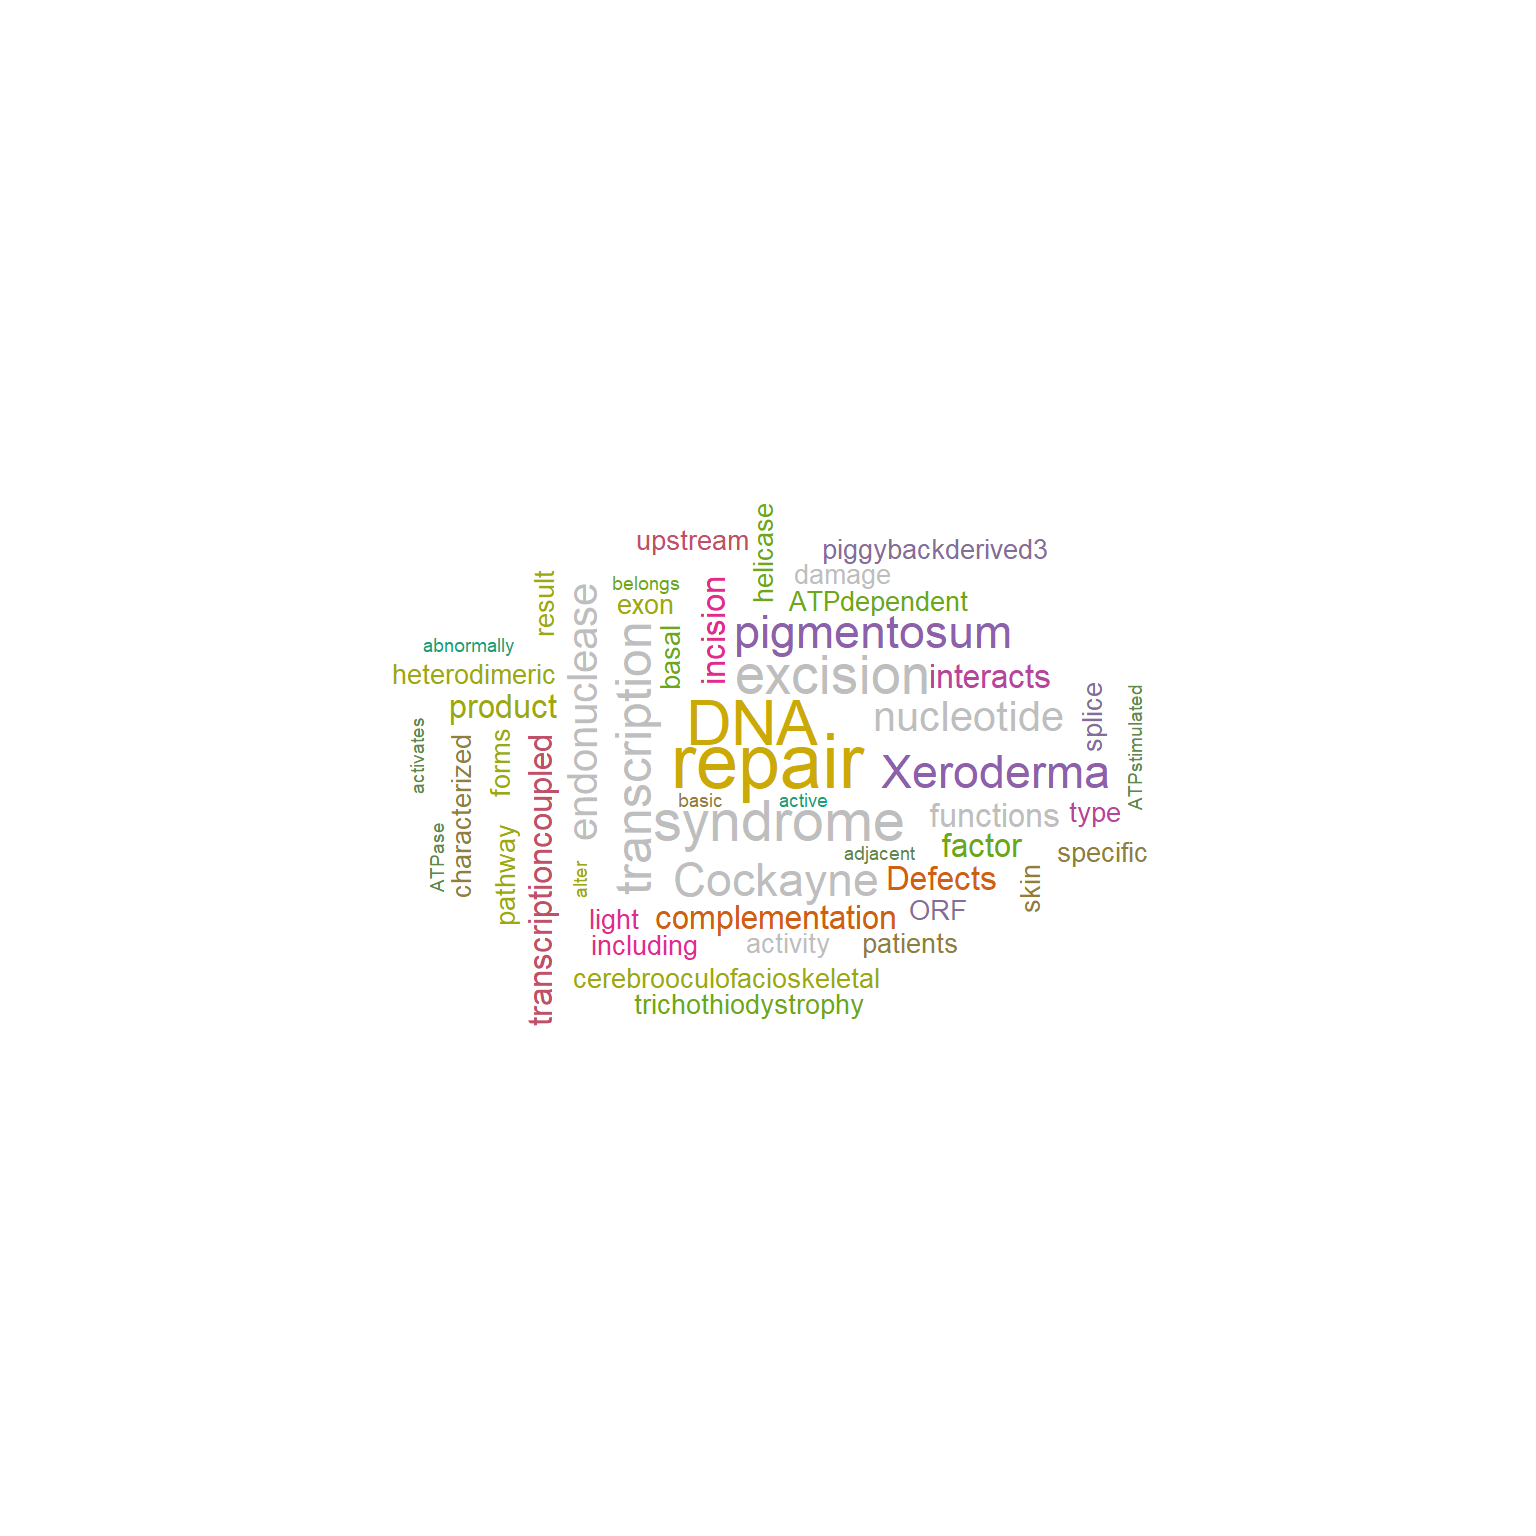 helicase
upstream
piggybackderived3
damage
result
belongs
endonuclease
exon
incision
ATPdependent
transcription
basal
pigmentosum
abnormally
heterodimeric
excision
interacts
product
DNA
nucleotide
splice
ATPstimulated
activates
characterized
forms
transcriptioncoupled
repair
Xeroderma
basic
active
syndrome
functions
type
ATPase
pathway
alter
adjacent
factor
specific
Cockayne
Defects
skin
light
complementation
ORF
including
activity
patients
cerebrooculofacioskeletal
trichothiodystrophy